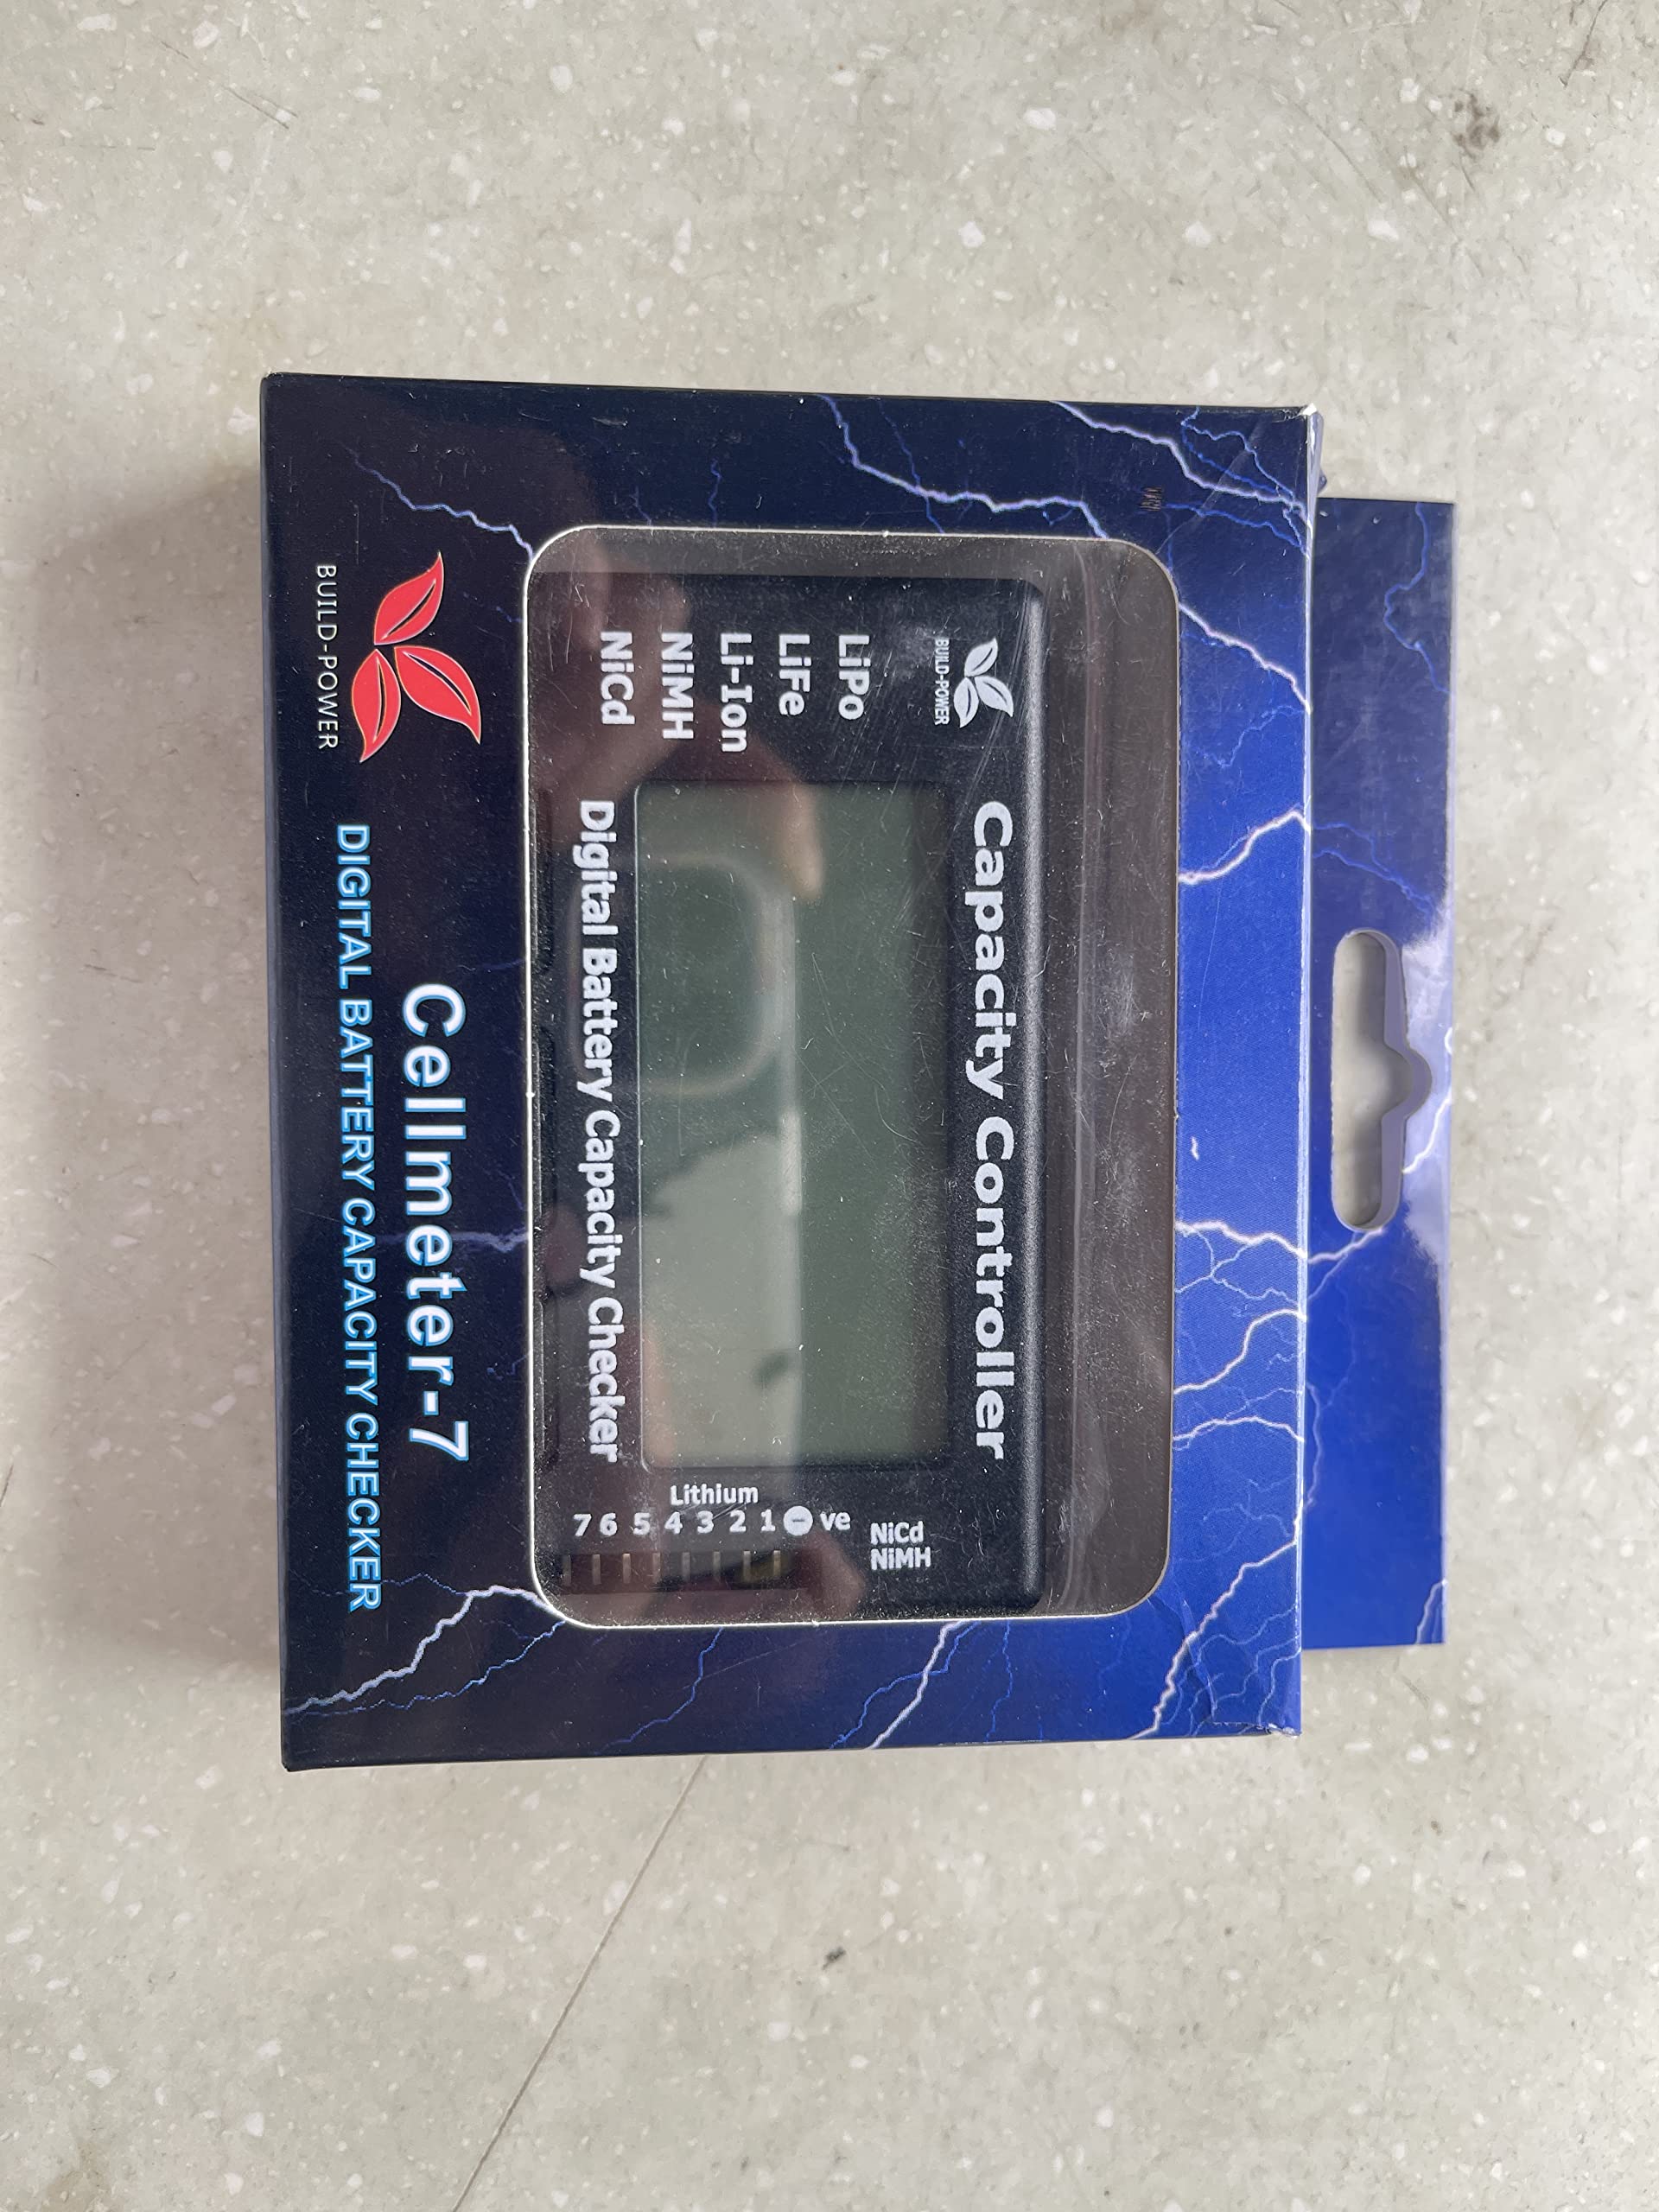 BUILD-POWER
Capacity Controller
LiPo
LiFe
Li-Ion
NiMH
NiCd
NiCd
NiMH
Lithium
7 6 5 4 3 2 1 - ve
Digital Battery Capacity Checker
BUILD-POWER
Cellmeter-7
DIGITAL BATTERY CAPACITY CHECKER